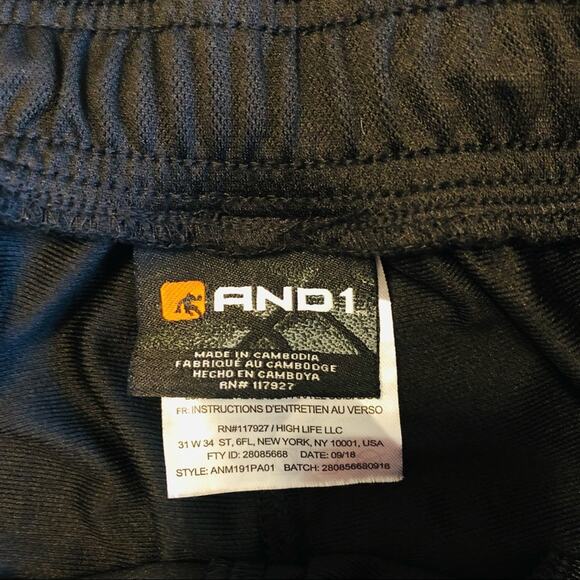 AND1
MADE IN CAMBODIA
FABRIQUÉ AU CAMBODGE
HECHO EN CAMBOYA
RN# 117927
FR: INSTRUCTIONS D'ENTRETIEN AU VERSO
RN#117927 / HIGH LIFE LLC
31 W 34 ST, 6FL, NEW YORK, NY 10001, USA
FTY ID: 28085668 DATE: 09/18
STYLE: ANM191PA01 BATCH: 280856680918